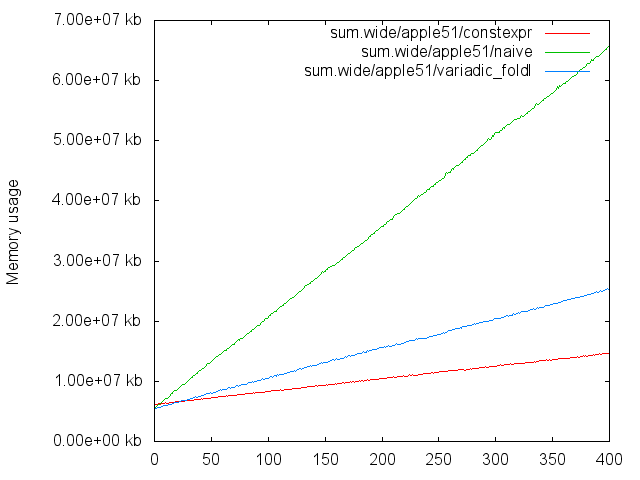 7.00e+07 kb
6.00e+07 kb
5.00e+07 kb
4.00e+07 kb
3.00e+07 kb
2.00e+07 kb
1.00e+07 kb
0.00e+00 kb
Memory usage
sum.wide/apple51/constexpr
sum.wide/apple51/naive
sum.wide/apple51/variadic_foldl
0 50 100 150 200 250 300 350 400